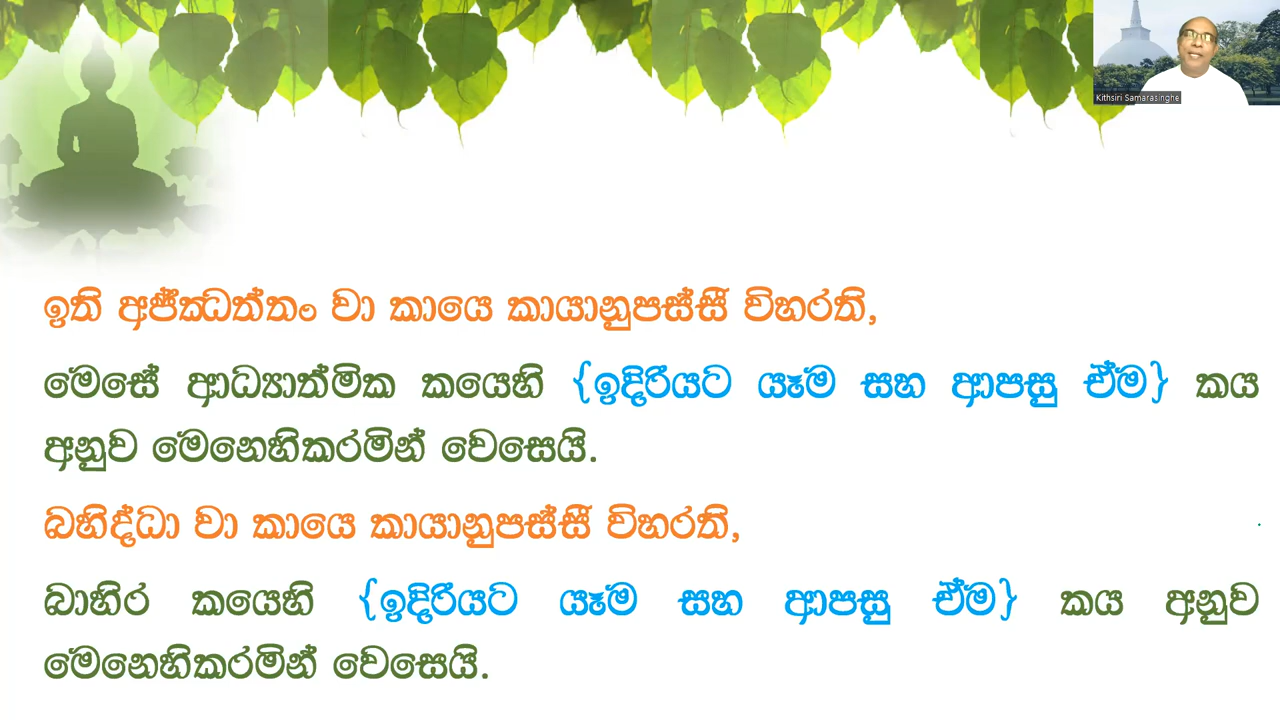 Kithsiri Samarasinghe
ඉති අජ්ඣත්තං වා කායෙ කායානුපස්සී විහරති,
මෙසේ ආධ්‍යාත්මික කයෙහි {ඉදිරියට යෑම සහ ආපසු ඒම} කය
අනුව මෙනෙහිකරමින් වෙසෙයි.
බහිද්ධා වා කායෙ කායානුපස්සී විහරති,
බාහිර කයෙහි {ඉදිරියට යෑම සහ ආපසු ඒම} කය අනුව
මෙනෙහිකරමින් වෙසෙයි.